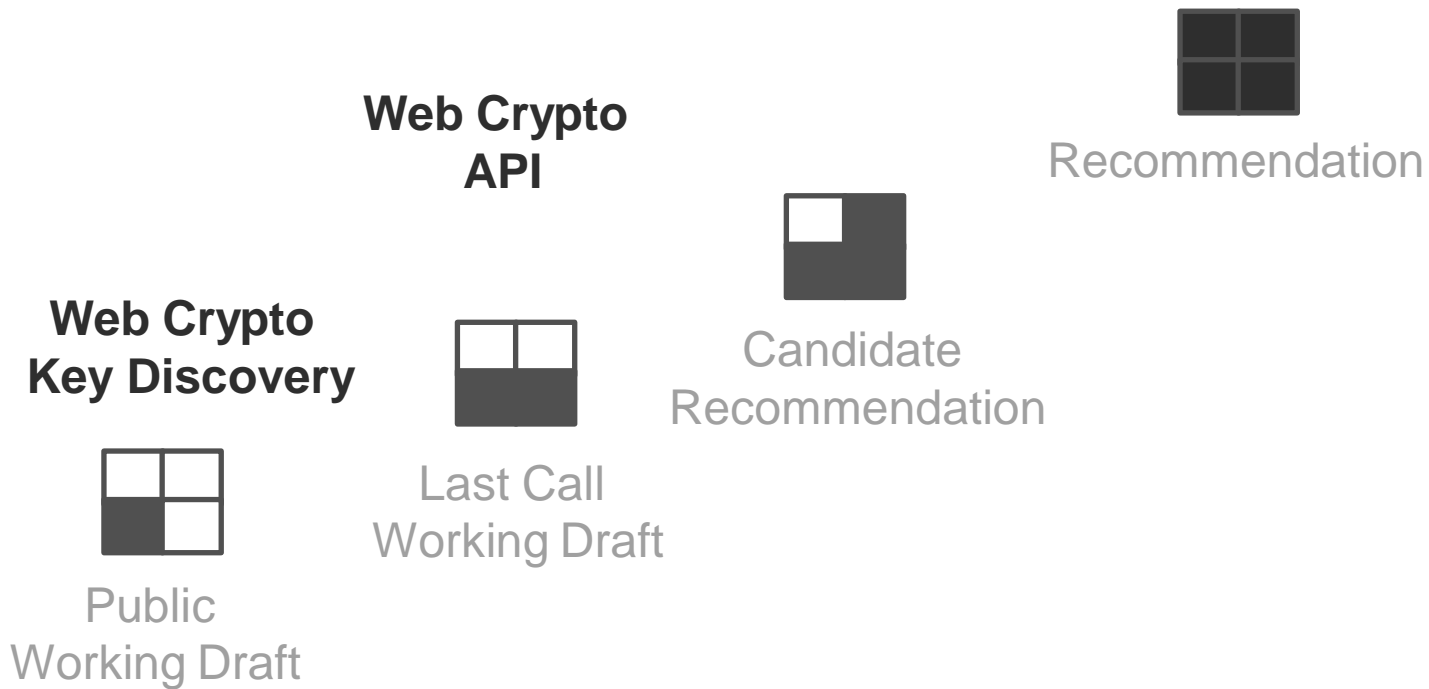 Web Crypto
API
Recommendation
Web Crypto
Key Discovery
Candidate
Recommendation
Last Call
Working Draft
Public
Working Draft